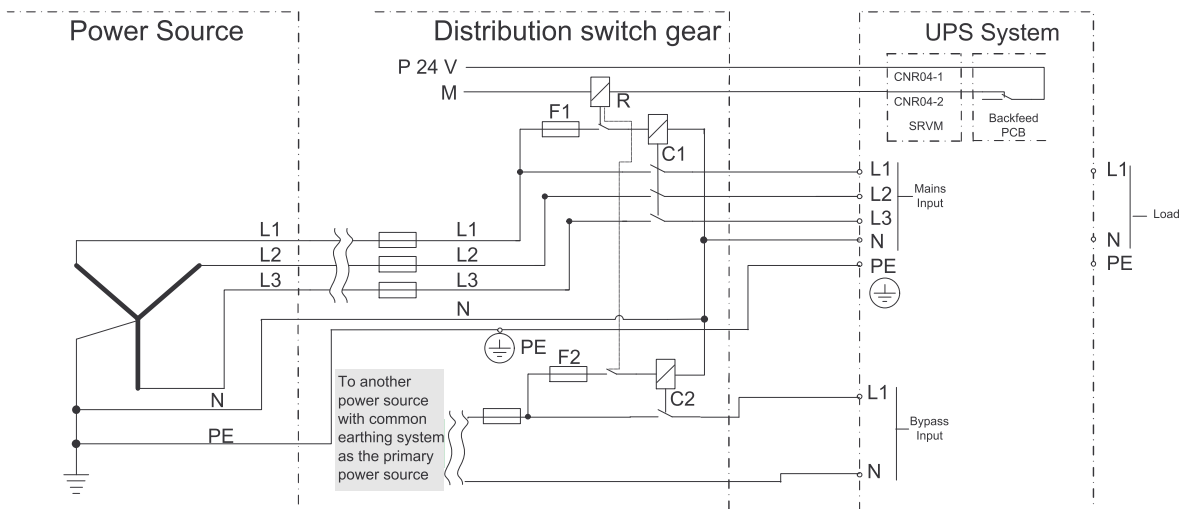 Power Source
Distribution switch gear
UPS System
P 24 V
M
R
CNR04-1
CNR04-2
SRVM
Backfeed
PCB
F1
C1
L1
L2
L3
N
PE
Mains
Input
L1
N
PE
Load
L1
L2
L3
L1
L2
L3
N
PE
F2
C2
To another
power source
with common
earthing system
as the primary
power source
N
PE
L1
N
Bypass
Input